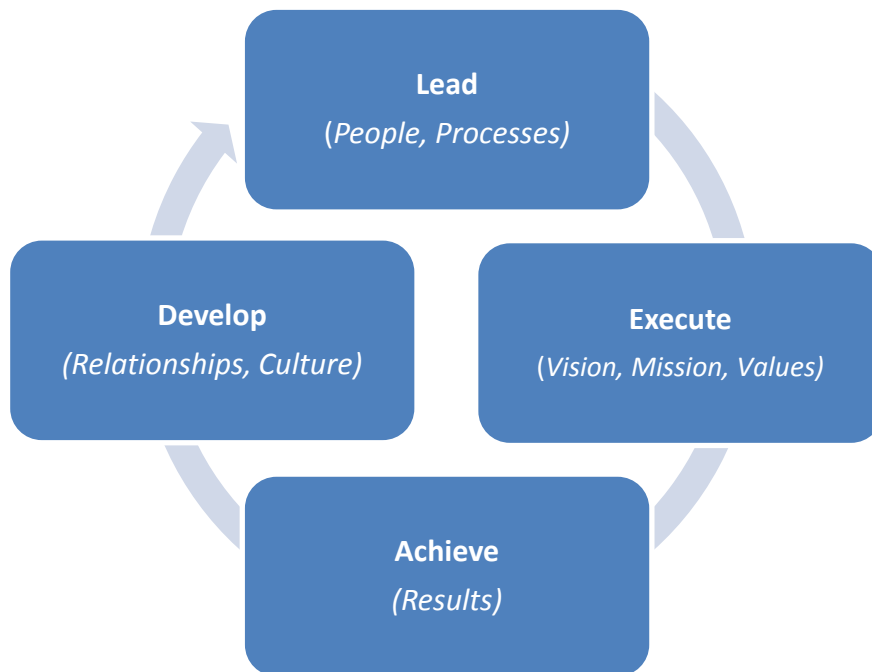 Lead
(People, Processes)
Execute
(Vision, Mission, Values)
Achieve
(Results)
Develop
(Relationships, Culture)